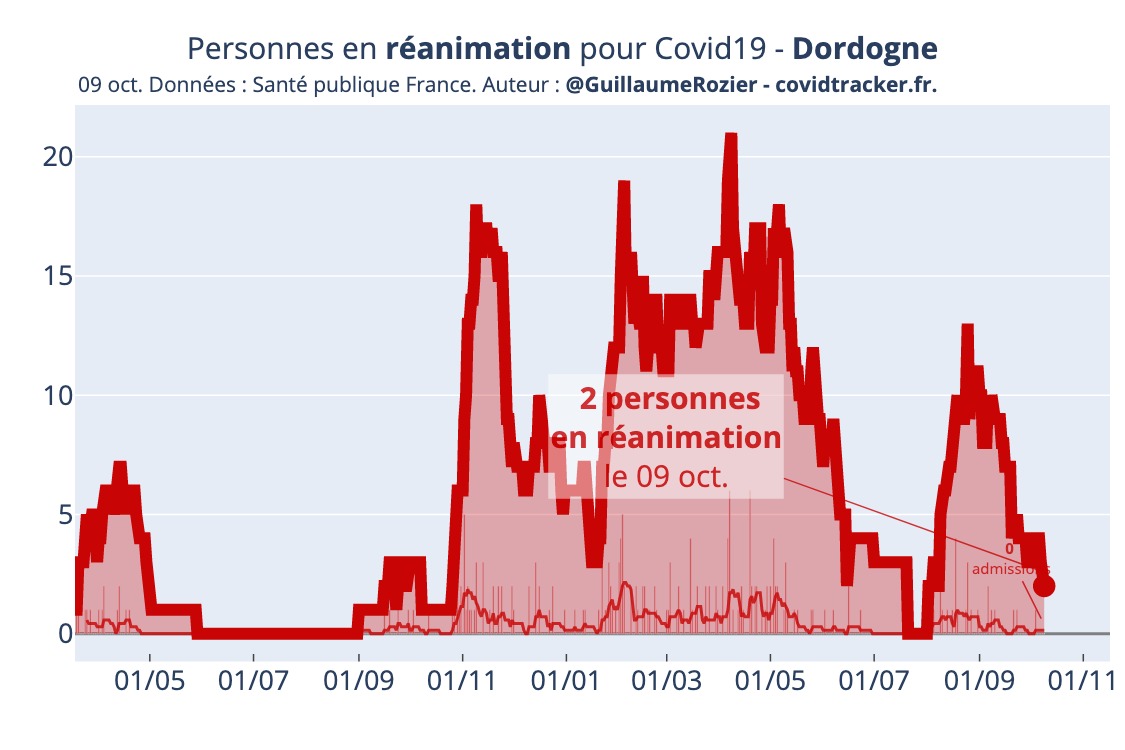 Personnes en réanimation pour Covid19 - Dordogne
09 oct. Données : Santé publique France. Auteur : @GuillaumeRozier - covidtracker.fr.
20
15
10
5
0
2 personnes
en réanimation
le 09 oct.
0
admissions
01/05 01/07 01/09 01/11 01/01 01/03 01/05 01/07 01/09 01/11